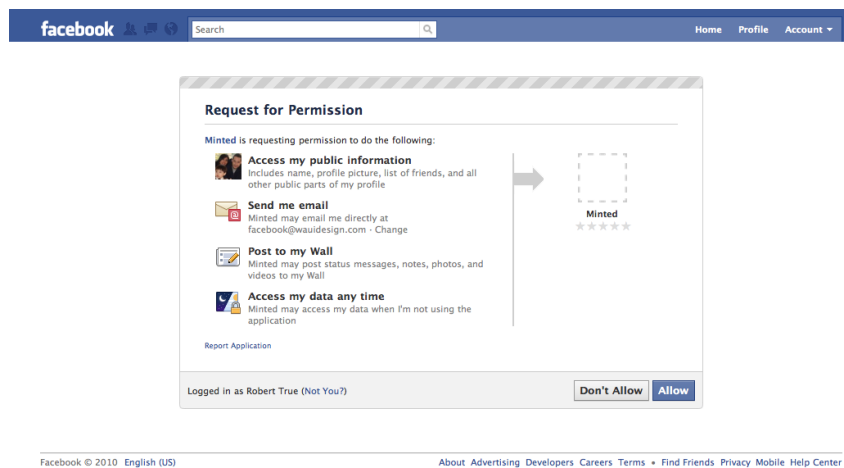 facebook Search Home Profile Account
Request for Permission
Minted is requesting permission to do the following:
Access my public information
Includes name, profile picture, list of friends, and all
other public parts of my profile
Send me email
Minted may email me directly at
facebook@wauidesign.com · Change
Post to my Wall
Minted may post status messages, notes, photos, and
videos to my Wall
Access my data any time
Minted may access my data when I'm not using the
application
Minted
Report Application
Logged in as Robert True (Not You?) Don't Allow Allow
Facebook © 2010 English (US) About Advertising Developers Careers Terms • Find Friends Privacy Mobile Help Center